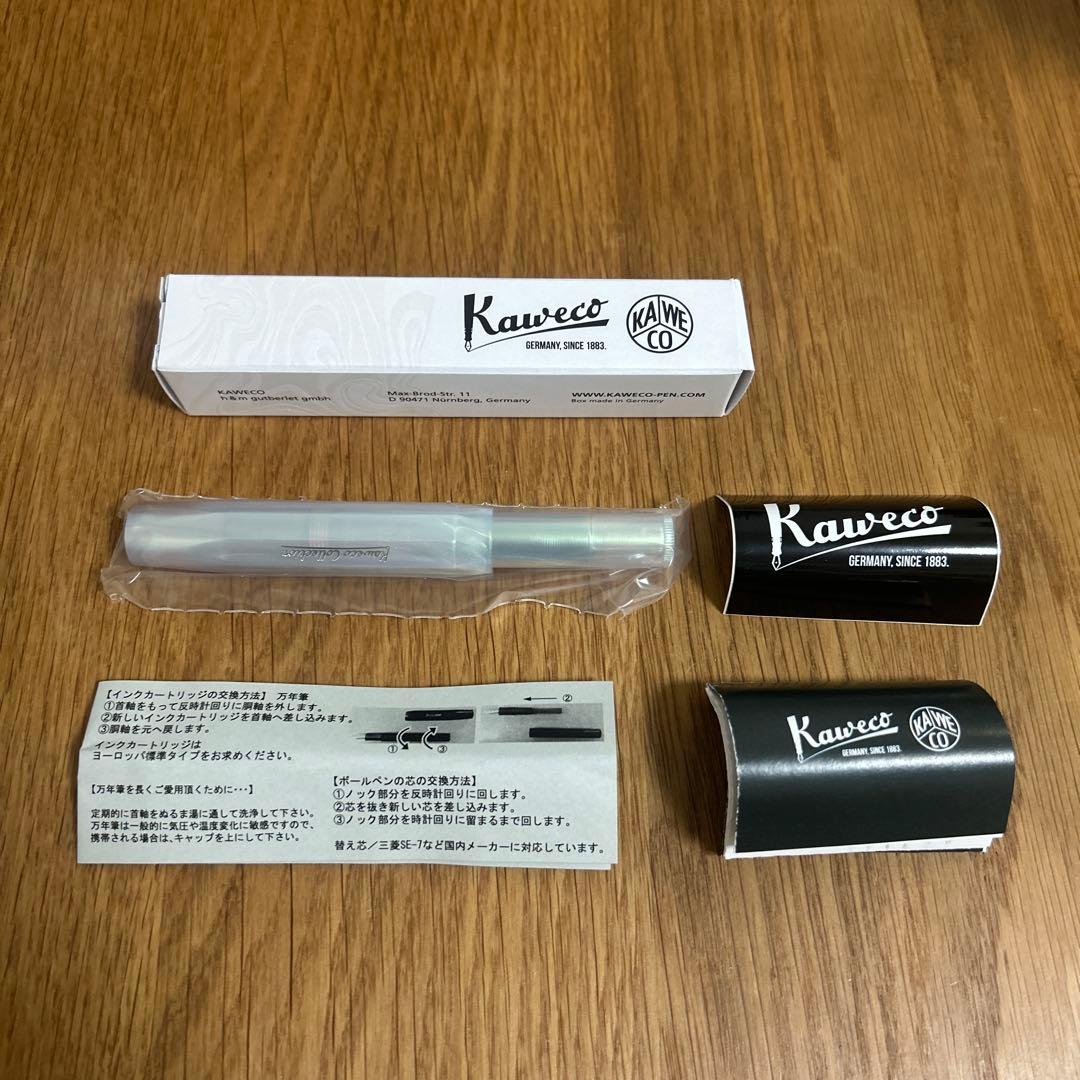 Kaweco
GERMANY, SINCE 1883.
KA WE CO
KAWECO
h&m gutberlet gmbh
Max-Brod-Str. 11
D 90471 Nürnberg, Germany
WWW.KAWECO-PEN.COM
Box made in Germany
Kaweco Collection
Kaweco
GERMANY, SINCE 1883.
【インクカートリッジの交換方法】 万年筆
①首軸をもって反時計回りに胴軸を外します。
②新しいインクカートリッジを首軸へ差し込みます。
③胴軸を元へ戻します。
インクカートリッジは
ヨーロッパ標準タイプをお求めください。
②
① ③
【万年筆を長くご愛用頂くために・・・】
定期的に首軸をぬるま湯に通して洗浄して下さい。
万年筆は一般的に気圧や温度変化に敏感ですので、
携帯される場合は、キャップを上にして下さい。
【ボールペンの芯の交換方法】
①ノック部分を反時計回りに回します。
②芯を抜き新しい芯を差し込みます。
③ノック部分を時計回りに留まるまで回します。
替え芯／三菱SE-7など国内メーカーに対応しています。
Kaweco
GERMANY, SINCE 1883.
KA WE CO